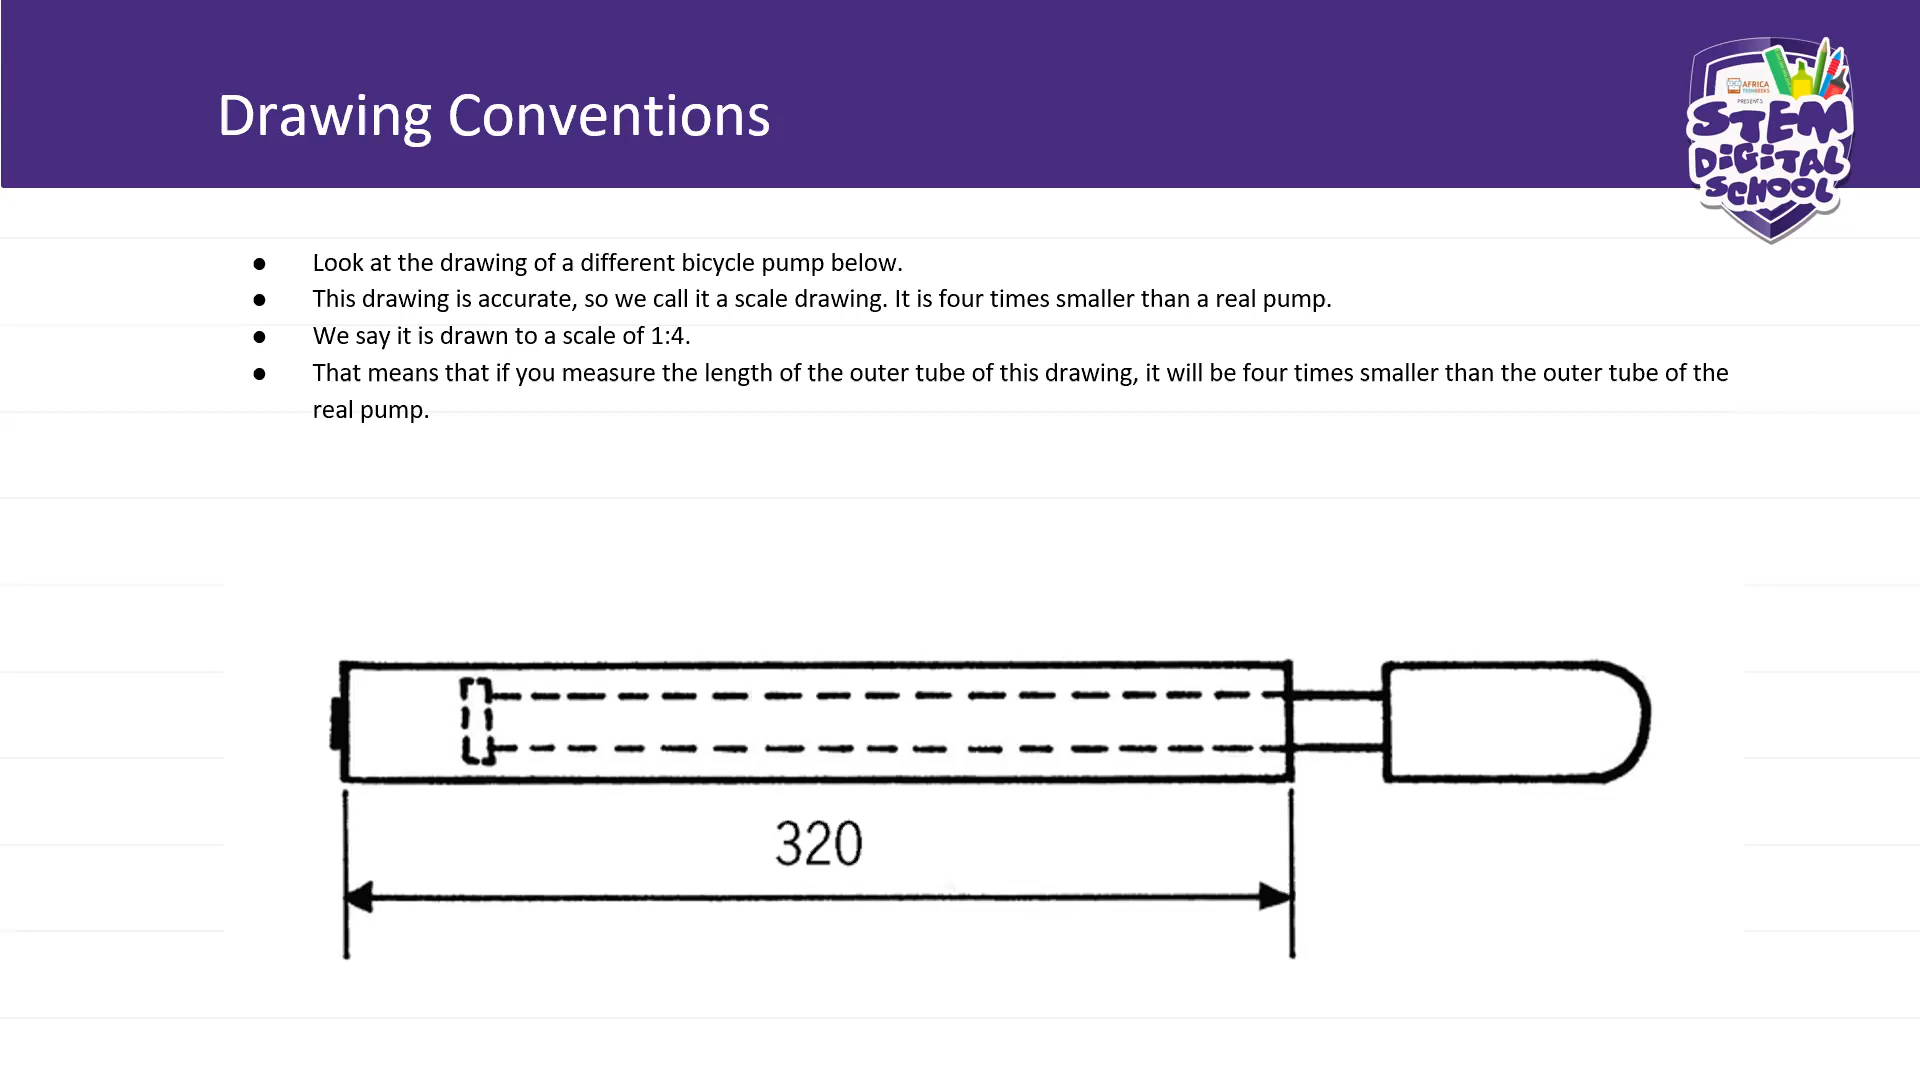 Drawing Conventions
AFRICA
TEENGEEKS
PRESENTS
STEM
DIGITAL
SCHOOL
● Look at the drawing of a different bicycle pump below.
● This drawing is accurate, so we call it a scale drawing. It is four times smaller than a real pump.
● We say it is drawn to a scale of 1:4.
● That means that if you measure the length of the outer tube of this drawing, it will be four times smaller than the outer tube of the
real pump.
320